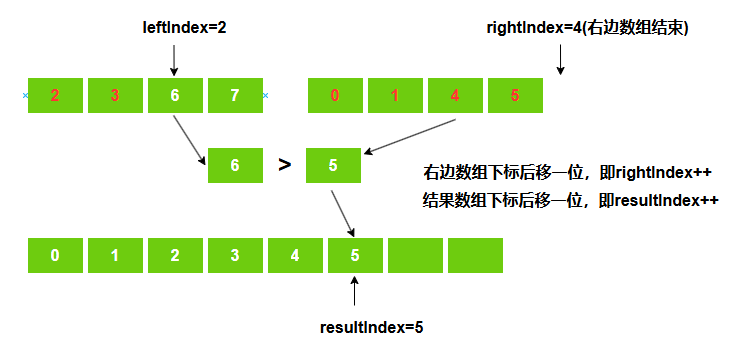 leftIndex=2
rightIndex=4(右边数组结束)
2 3 6 7
0 1 4 5
6 > 5
右边数组下标后移一位，即rightIndex++
结果数组下标后移一位，即resultIndex++
0 1 2 3 4 5
resultIndex=5